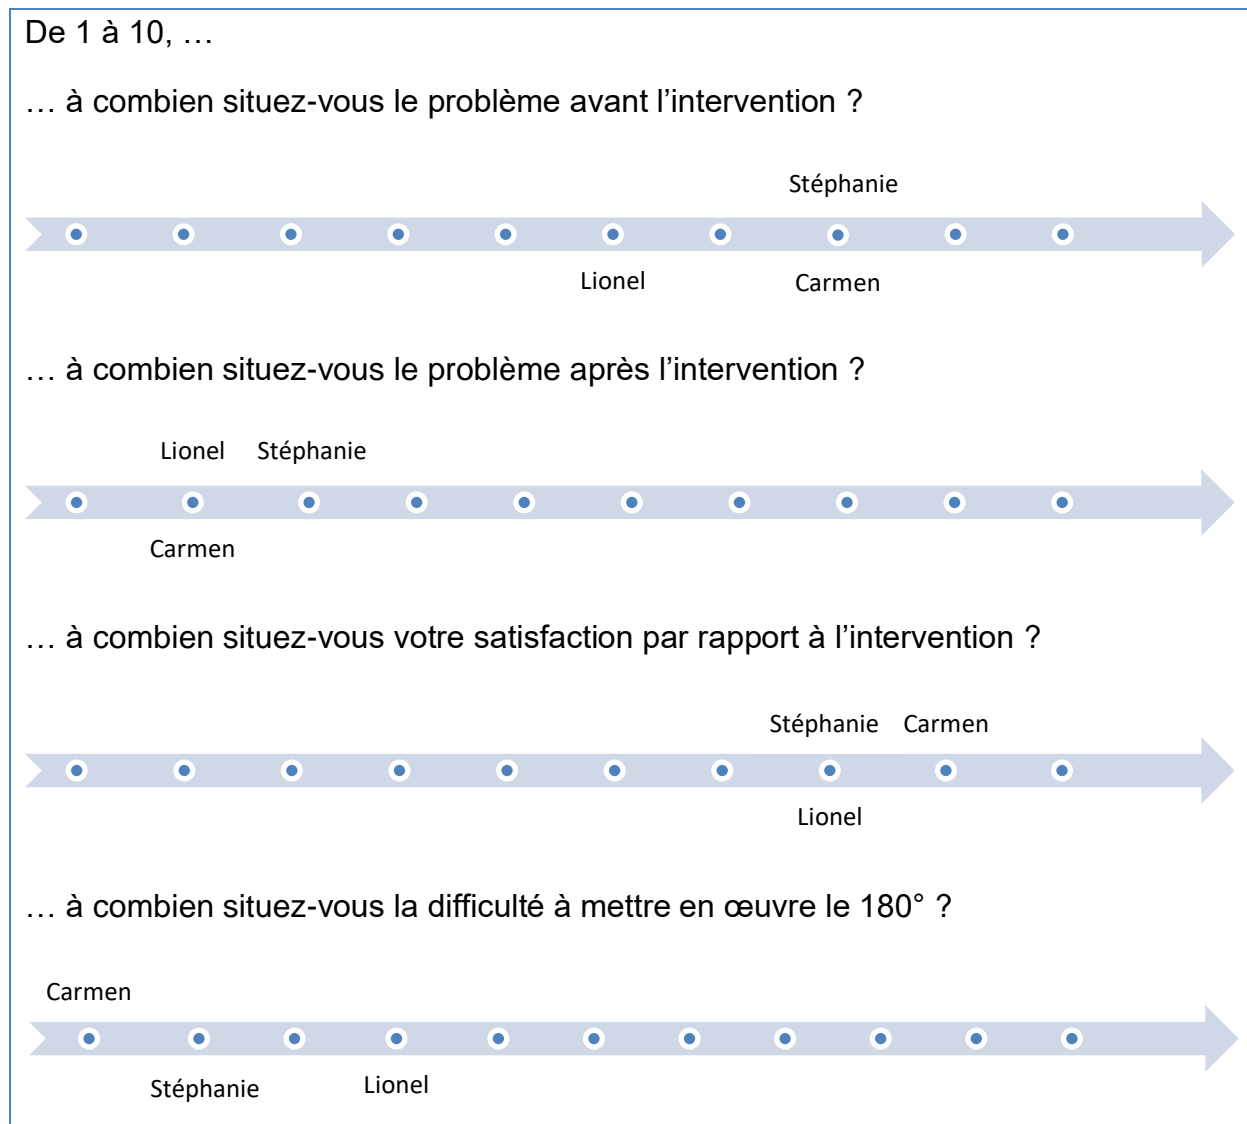 De 1 à 10, …
… à combien situez-vous le problème avant l’intervention ?
Stéphanie
Lionel
Carmen
… à combien situez-vous le problème après l’intervention ?
Lionel
Stéphanie
Carmen
… à combien situez-vous votre satisfaction par rapport à l’intervention ?
Stéphanie
Carmen
Lionel
… à combien situez-vous la difficulté à mettre en œuvre le 180° ?
Carmen
Stéphanie
Lionel